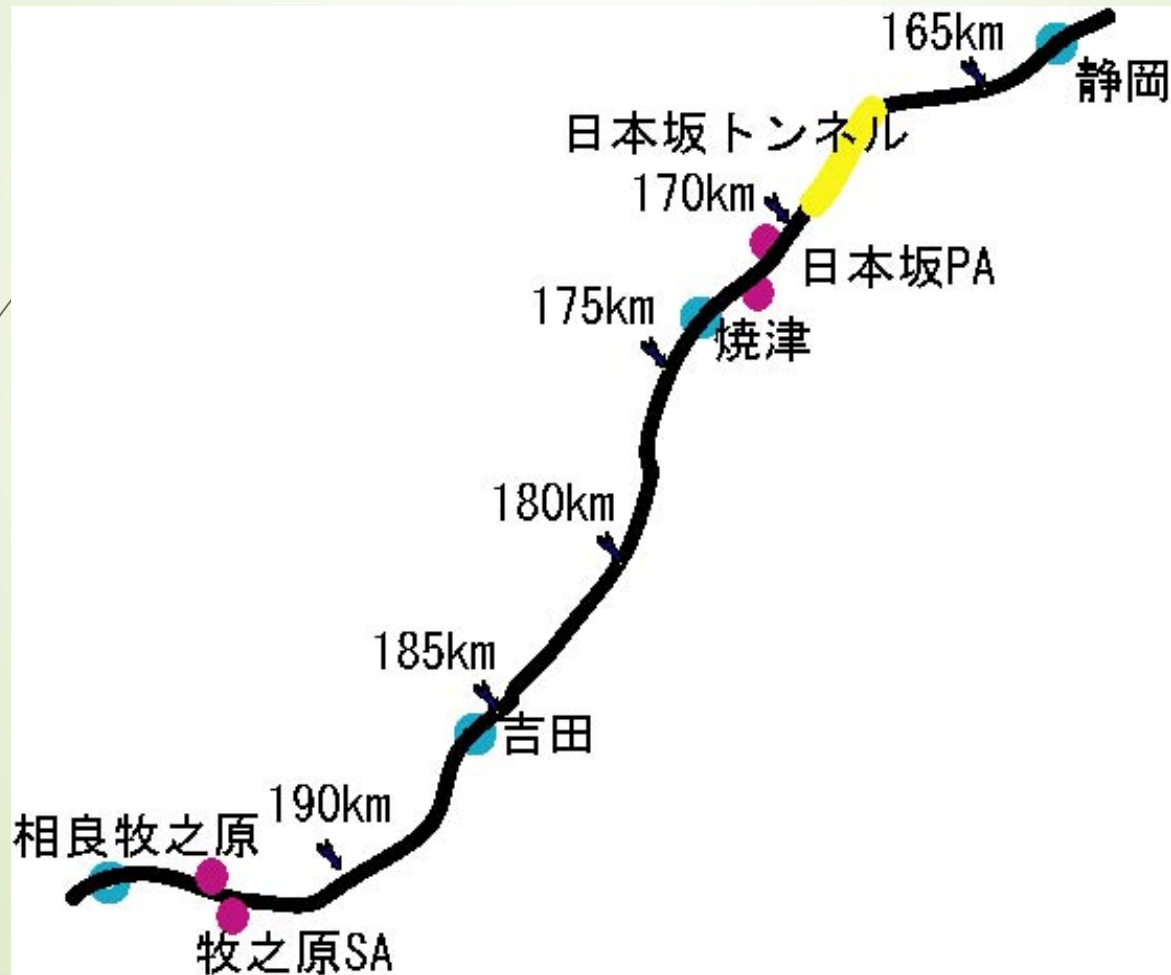 165km
静岡
日本坂トンネル
170km
日本坂PA
175km
焼津
180km
185km
吉田
190km
相良牧之原
牧之原SA